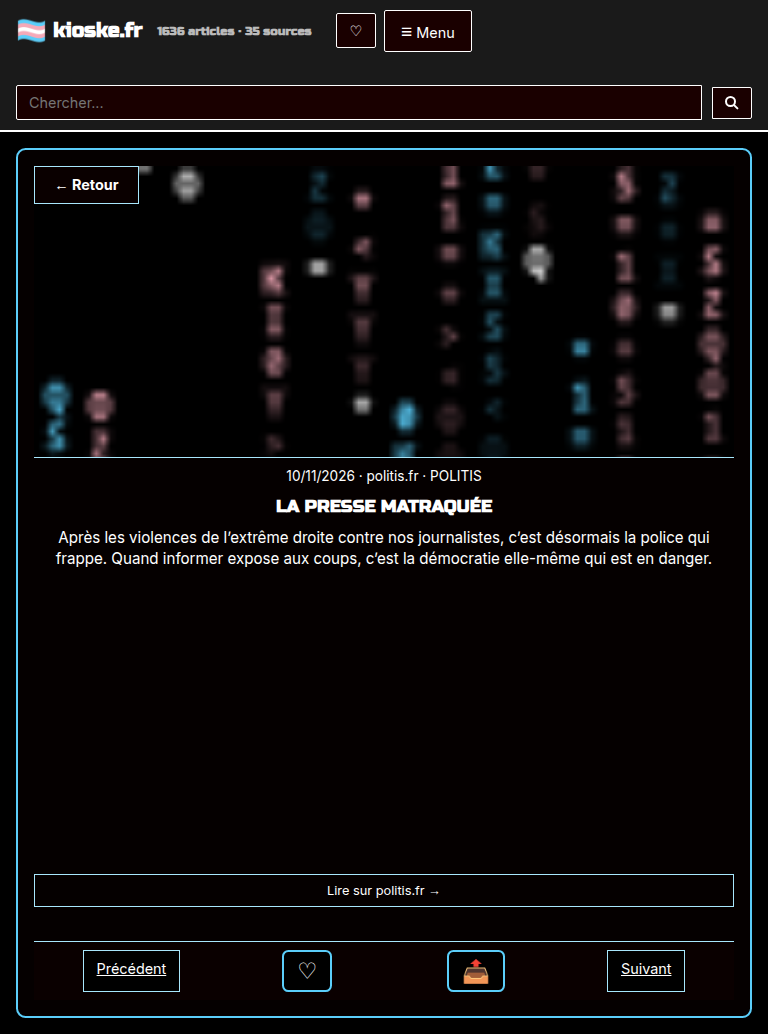 kioske.fr
1636 articles · 35 sources
♡
≡ Menu
Chercher...
← Retour
10/11/2026 · politis.fr · POLITIS
LA PRESSE MATRAQUÉE
Après les violences de l’extrême droite contre nos journalistes, c’est désormais la police qui
frappe. Quand informer expose aux coups, c’est la démocratie elle-même qui est en danger.
Lire sur politis.fr →
Précédent
♡
Suivant